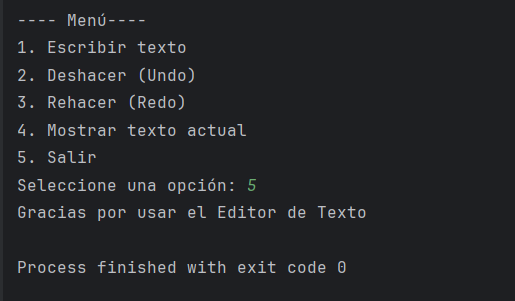 ---- Menú----
1. Escribir texto
2. Deshacer (Undo)
3. Rehacer (Redo)
4. Mostrar texto actual
5. Salir
Seleccione una opción: 5
Gracias por usar el Editor de Texto
Process finished with exit code 0